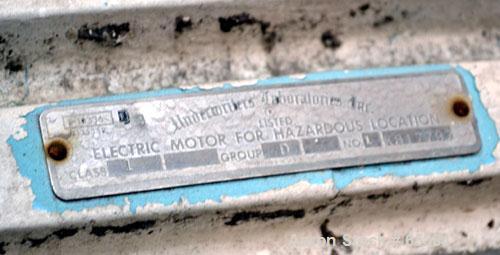 Underwriters Laboratories Inc.
LISTED
ELECTRIC MOTOR FOR HAZARDOUS LOCATION
CLASS I GROUP D NO. L